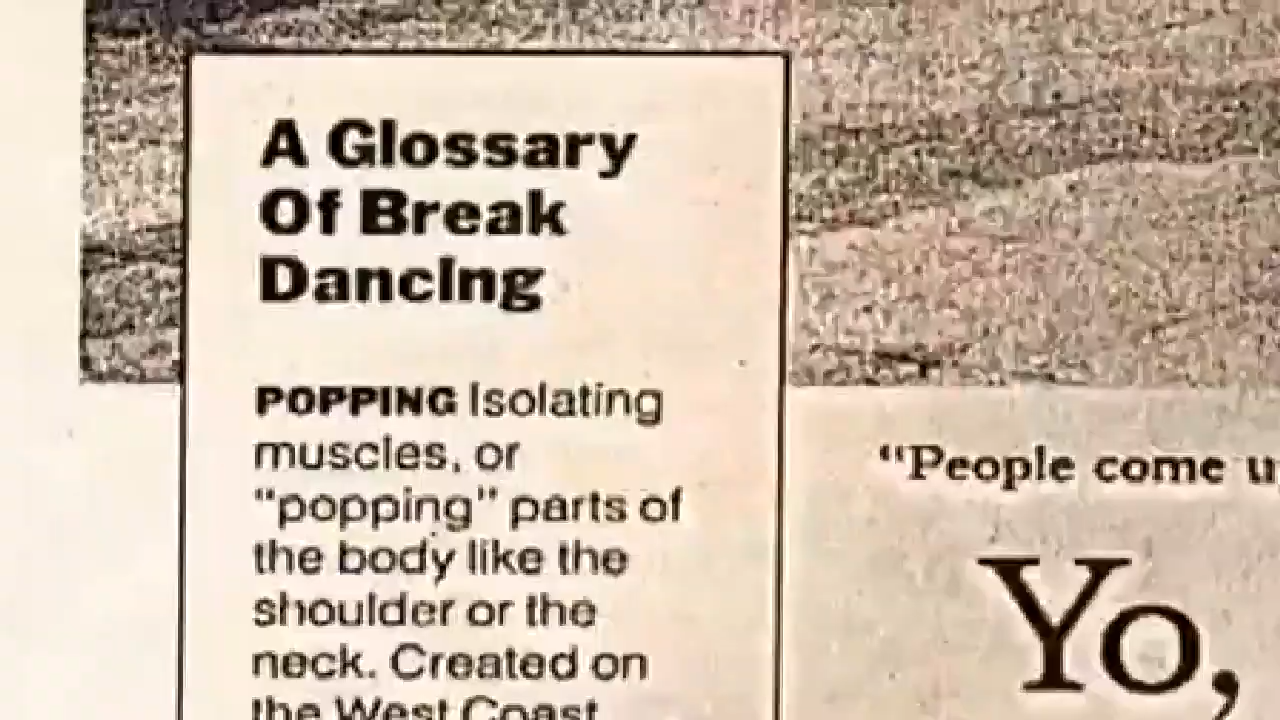 A Glossary
Of Break
Dancing
POPPING Isolating
muscles, or
“popping” parts of
the body like the
shoulder or the
neck. Created on
the West Coast
“People come
Yo,